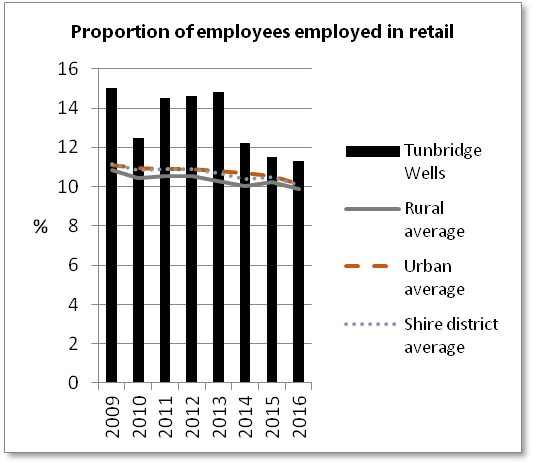 Proportion of employees employed in retail
16
14
12
10
8
6
4
2
0
%
2009
2010
2011
2012
2013
2014
2015
2016
Tunbridge
Wells
Rural
average
Urban
average
Shire district
average